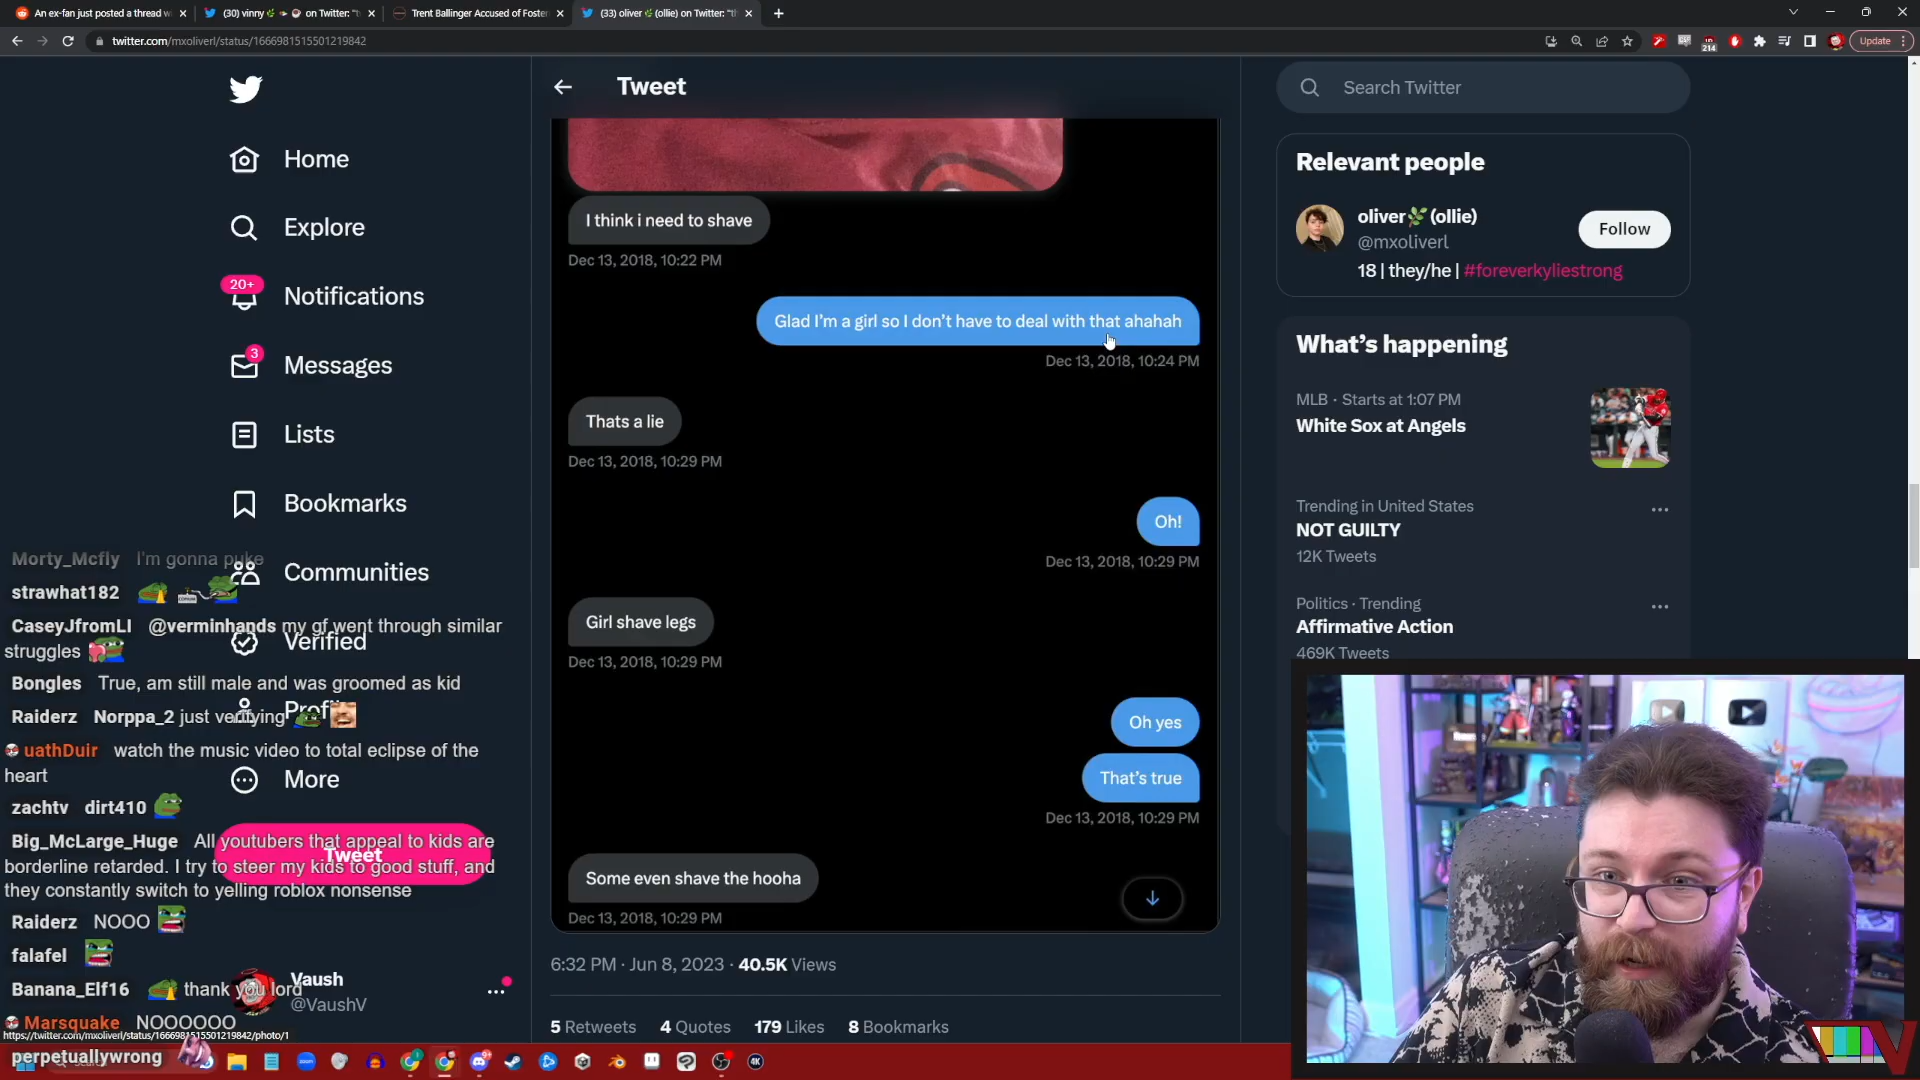 An ex-fan just posted a thread w
(30) vinny on Twitter: "t
Trent Ballinger Accused of Foster
(33) oliver (ollie) on Twitter: "th
twitter.com/mxoliverl/status/1666981515501219842
214
Update
Home
Explore
20+
Notifications
3
Messages
Lists
Bookmarks
Communities
Verified
Profi
More
Tweet
Vaush
@VaushV
Tweet
I think i need to shave
Dec 13, 2018, 10:22 PM
Glad I'm a girl so I don't have to deal with that ahahah
Dec 13, 2018, 10:24 PM
Thats a lie
Dec 13, 2018, 10:29 PM
Oh!
Dec 13, 2018, 10:29 PM
Girl shave legs
Dec 13, 2018, 10:29 PM
Oh yes
That's true
Dec 13, 2018, 10:29 PM
Some even shave the hooha
Dec 13, 2018, 10:29 PM
6:32 PM · Jun 8, 2023 · 40.5K Views
5 Retweets 4 Quotes 179 Likes 8 Bookmarks
Search Twitter
Relevant people
oliver (ollie)
@mxoliverl
Follow
18 | they/he | #foreverkyliestrong
What's happening
MLB · Starts at 1:07 PM
White Sox at Angels
Trending in United States
NOT GUILTY
12K Tweets
Politics · Trending
Affirmative Action
469K Tweets
Morty_Mcfly I'm gonna puke
strawhat182
CaseyJfromLI @verminhands my gf went through similar
struggles
Bongles True, am still male and was groomed as kid
Raiderz Norppa_2 just verifying
uathDuir watch the music video to total eclipse of the
heart
zachtv dirt410
Big_McLarge_Huge All youtubers that appeal to kids are
borderline retarded. I try to steer my kids to good stuff, and
they constantly switch to yelling roblox nonsense
Raiderz NOOO
falafel
Banana_Elf16 thank you lord
Marsquake NOOOOOO
https://twitter.com/mxoliverl/status/1666981515501219842/photo/1
perpetuallywrong